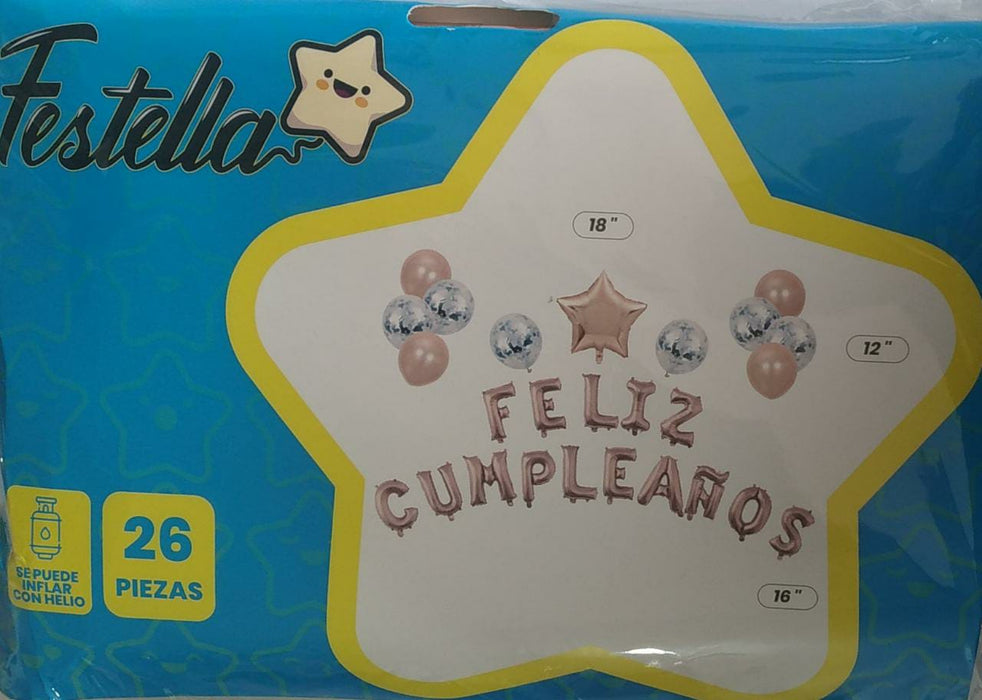 Festella
18"
12"
FELIZ
CUMPLEAÑOS
16"
SE PUEDE
INFLAR
CON HELIO
26
PIEZAS